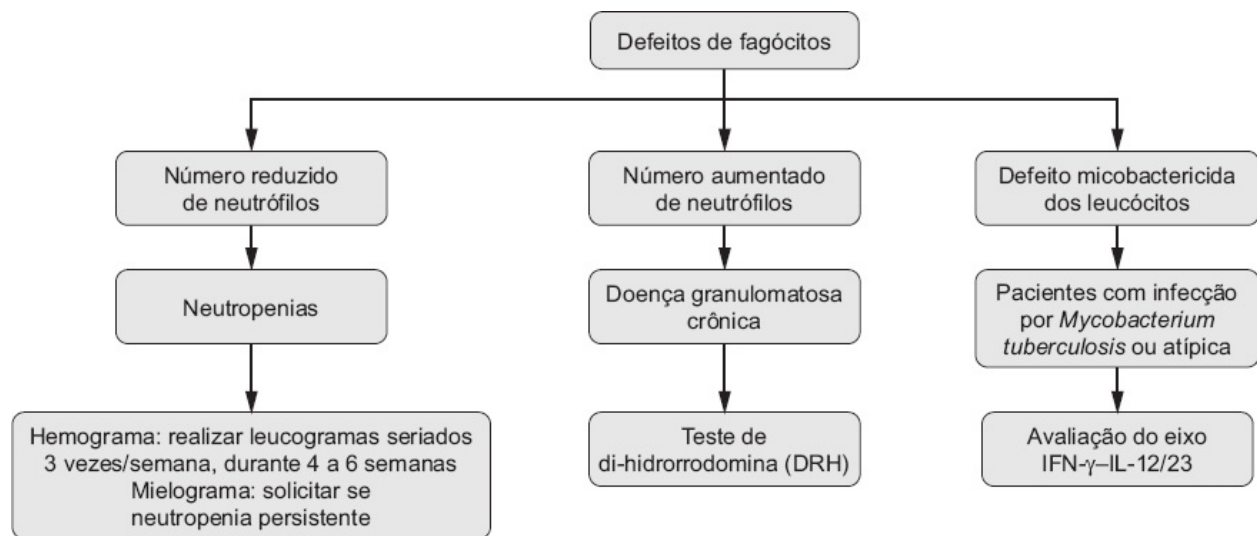 Defeitos de fagócitos
Número reduzido
de neutrófilos
Número aumentado
de neutrófilos
Defeito micobactericida
dos leucócitos
Neutropenias
Doença granulomatosa
crônica
Pacientes com infecção
por Mycobacterium
tuberculosis ou atípica
Hemograma: realizar leucogramas seriados
3 vezes/semana, durante 4 a 6 semanas
Mielograma: solicitar se
neutropenia persistente
Teste de
di-hidrorrodomina (DRH)
Avaliação do eixo
IFN-γ–IL-12/23